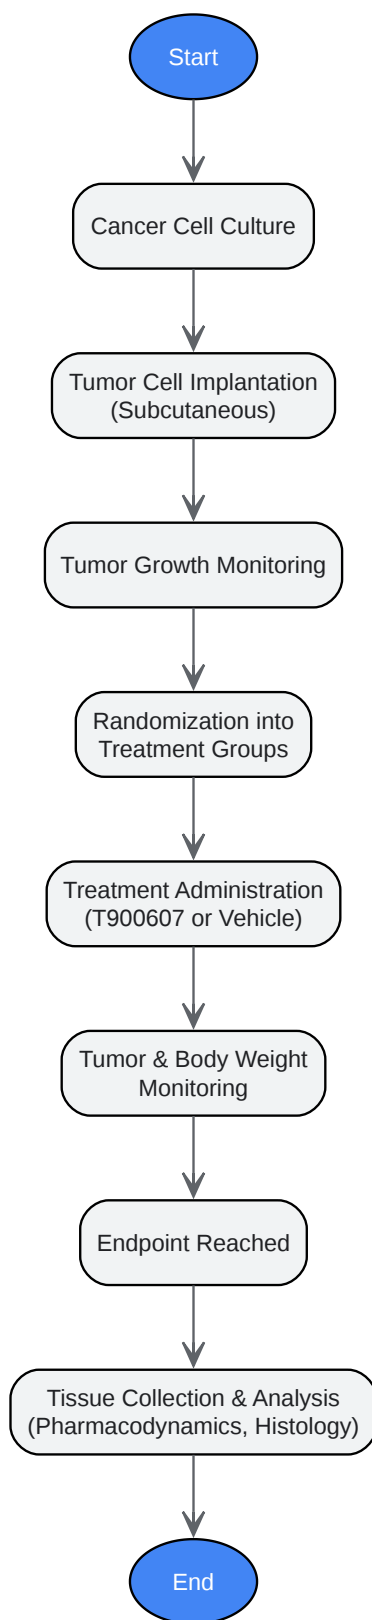 Start
Cancer Cell Culture
Tumor Cell Implantation
(Subcutaneous)
Tumor Growth Monitoring
Randomization into
Treatment Groups
Treatment Administration
(T900607 or Vehicle)
Tumor & Body Weight
Monitoring
Endpoint Reached
Tissue Collection & Analysis
(Pharmacodynamics, Histology)
End